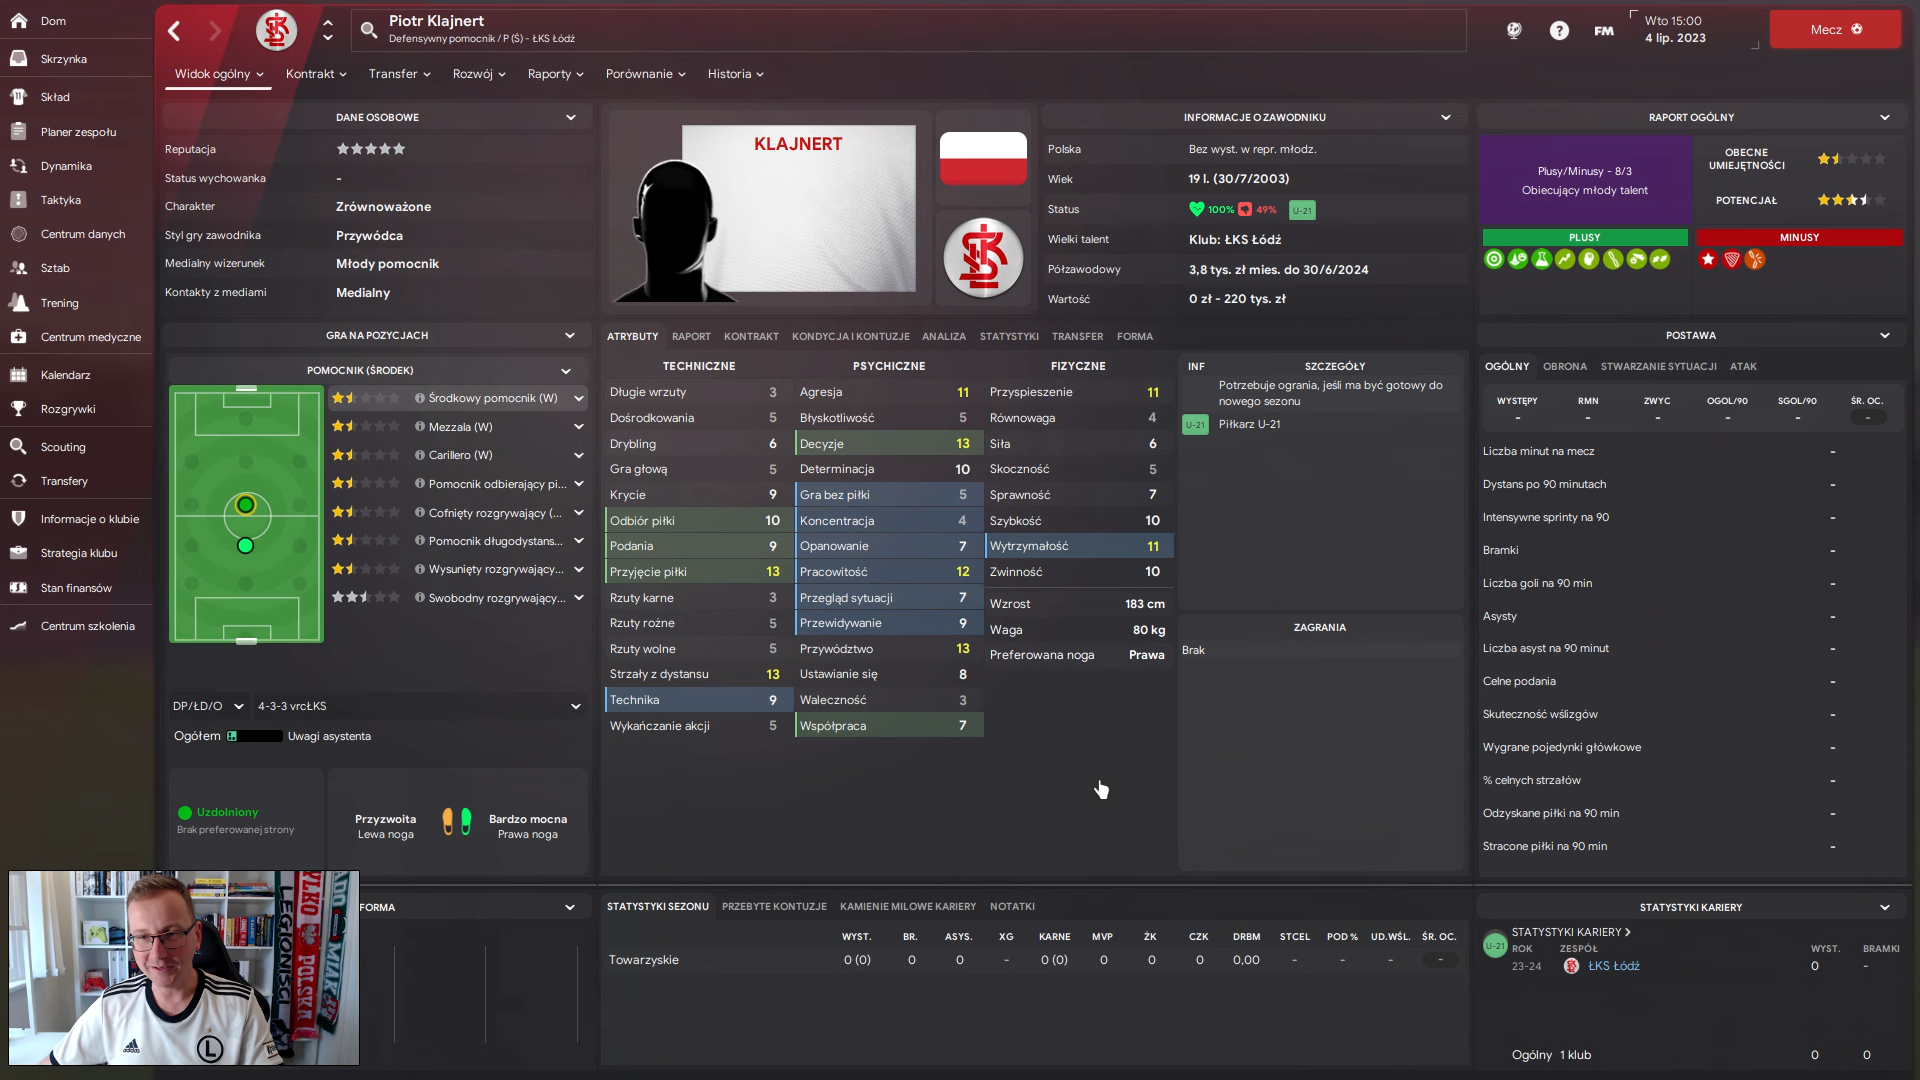 Dom
Skrzynka
Skład
Planer zespołu
Dynamika
Taktyka
Centrum danych
Sztab
Trening
Centrum medyczne
Kalendarz
Rozgrywki
Scouting
Transfery
Informacje o klubie
Strategia klubu
Stan finansów
Centrum szkolenia
Piotr Klajnert
Defensywny pomocnik / P (Ś) - ŁKS Łódź
FM
Wto 15:00
4 lip. 2023
Mecz
Widok ogólny
Kontrakt
Transfer
Rozwój
Raporty
Porównanie
Historia
DANE OSOBOWE
Reputacja
Status wychowanka -
Charakter Zrównoważone
Styl gry zawodnika Przywódca
Medialny wizerunek Młody pomocnik
Kontakty z mediami Medialny
KLAJNERT
INFORMACJE O ZAWODNIKU
Polska Bez wyst. w repr. młodz.
Wiek 19 l. (30/7/2003)
Status 100% 49% U-21
Wielki talent Klub: ŁKS Łódź
Półzawodowy 3,8 tys. zł mies. do 30/6/2024
Wartość 0 zł - 220 tys. zł
RAPORT OGÓLNY
Plusy/Minusy - 8/3
Obiecujący młody talent
OBECNE
UMIEJĘTNOŚCI
POTENCJAŁ
PLUSY
MINUSY
GRA NA POZYCJACH
POMOCNIK (ŚRODEK)
Środkowy pomocnik (W)
Mezzala (W)
Carillero (W)
Pomocnik odbierający pi...
Cofnięty rozgrywający (...
Pomocnik długodystans...
Wysunięty rozgrywający...
Swobodny rozgrywający...
DP/ŁD/O
4-3-3 vrcŁKS
Ogółem
Uwagi asystenta
Uzdolniony
Brak preferowanej strony
Przyzwoita
Lewa noga
Bardzo mocna
Prawa noga
ATRYBUTY RAPORT KONTRAKT KONDYCJA I KONTUZJE ANALIZA STATYSTYKI TRANSFER FORMA
TECHNICZNE
Długie wrzuty 3
Dośrodkowania 5
Drybling 6
Gra głową 5
Krycie 9
Odbiór piłki 10
Podania 9
Przyjęcie piłki 13
Rzuty karne 3
Rzuty rożne 5
Rzuty wolne 5
Strzały z dystansu 13
Technika 9
Wykańczanie akcji 5
PSYCHICZNE
Agresja 11
Błyskotliwość 5
Decyzje 13
Determinacja 10
Gra bez piłki 5
Koncentracja 4
Opanowanie 7
Pracowitość 12
Przegląd sytuacji 7
Przewidywanie 9
Przywództwo 13
Ustawianie się 8
Waleczność 3
Współpraca 7
FIZYCZNE
Przyspieszenie 11
Równowaga 4
Siła 6
Skoczność 5
Sprawność 7
Szybkość 10
Wytrzymałość 11
Zwinność 10
Wzrost 183 cm
Waga 80 kg
Preferowana noga Prawa
INF SZCZEGÓŁY
Potrzebuje ogrania, jeśli ma być gotowy do
nowego sezonu
U-21 Piłkarz U-21
ZAGRANIA
Brak
POSTAWA
OGÓLNY OBRONA STWARZANIE SYTUACJI ATAK
WYSTĘPY RMN ZWYC OGOL/90 SGOL/90 ŚR. OC.
- - - - - -
Liczba minut na mecz -
Dystans po 90 minutach -
Intensywne sprinty na 90 -
Bramki -
Liczba goli na 90 min -
Asysty -
Liczba asyst na 90 minut -
Celne podania -
Skuteczność wślizgów -
Wygrane pojedynki główkowe -
% celnych strzałów -
Odzyskane piłki na 90 min -
Stracone piłki na 90 min -
FORMA
STATYSTYKI SEZONU PRZEBYTE KONTUZJE KAMIENIE MILOWE KARIERY NOTATKI
WYST. BR. ASYS. XG KARNE MVP ŻK CZK DRBM STCEL POD % UD.WŚL. ŚR. OC.
Towarzyskie 0 (0) 0 0 - 0 (0) 0 0 0 0,00 - - - -
STATYSTYKI KARIERY
U-21 STATYSTYKI KARIERY
ROK ZESPÓŁ WYST. BRAMKI
23-24 ŁKS Łódź 0 -
Ogólny 1 klub 0 0
LEGIONIŚCI
POLSKA
adidas
L